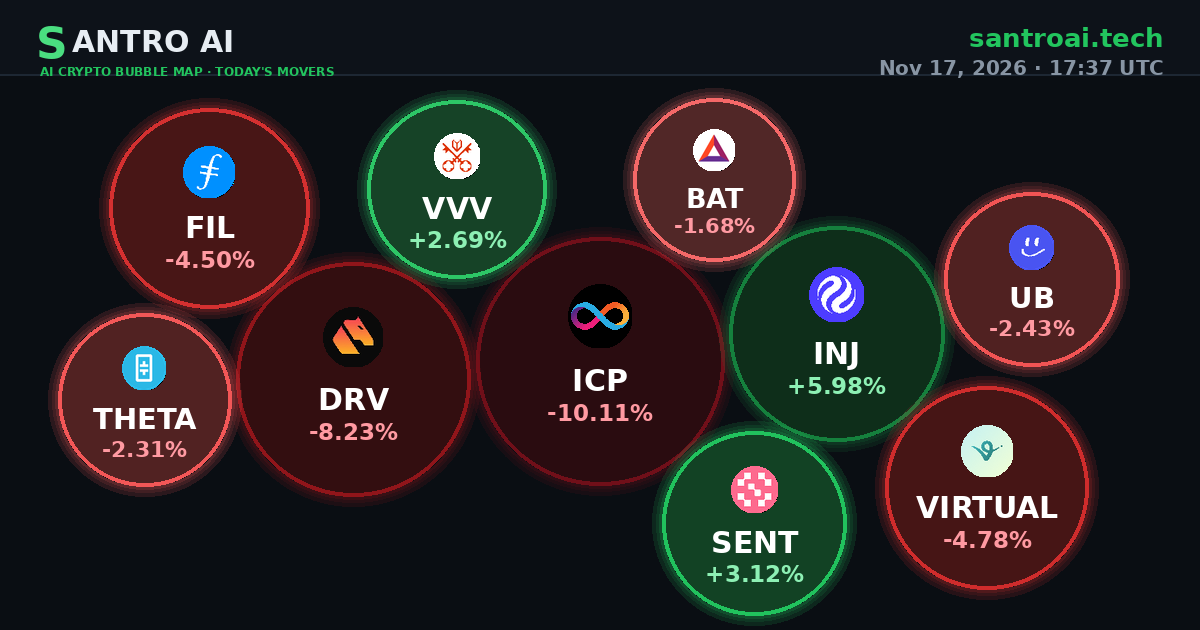 SANTRO AI
AI CRYPTO BUBBLE MAP · TODAY'S MOVERS
santroai.tech
Nov 17, 2026 · 17:37 UTC
FIL
-4.50%
VVV
+2.69%
BAT
-1.68%
UB
-2.43%
THETA
-2.31%
DRV
-8.23%
ICP
-10.11%
INJ
+5.98%
SENT
+3.12%
VIRTUAL
-4.78%